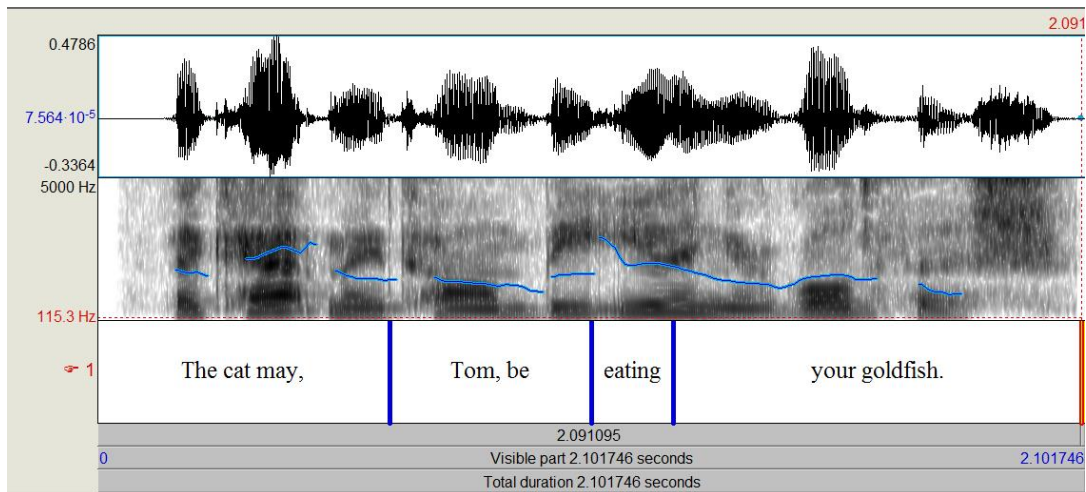 2.091
0.4786
7.564·10-5
-0.3364
5000 Hz
115.3 Hz
1 The cat may, Tom, be eating your goldfish.
2.091095
0 Visible part 2.101746 seconds 2.101746
Total duration 2.101746 seconds